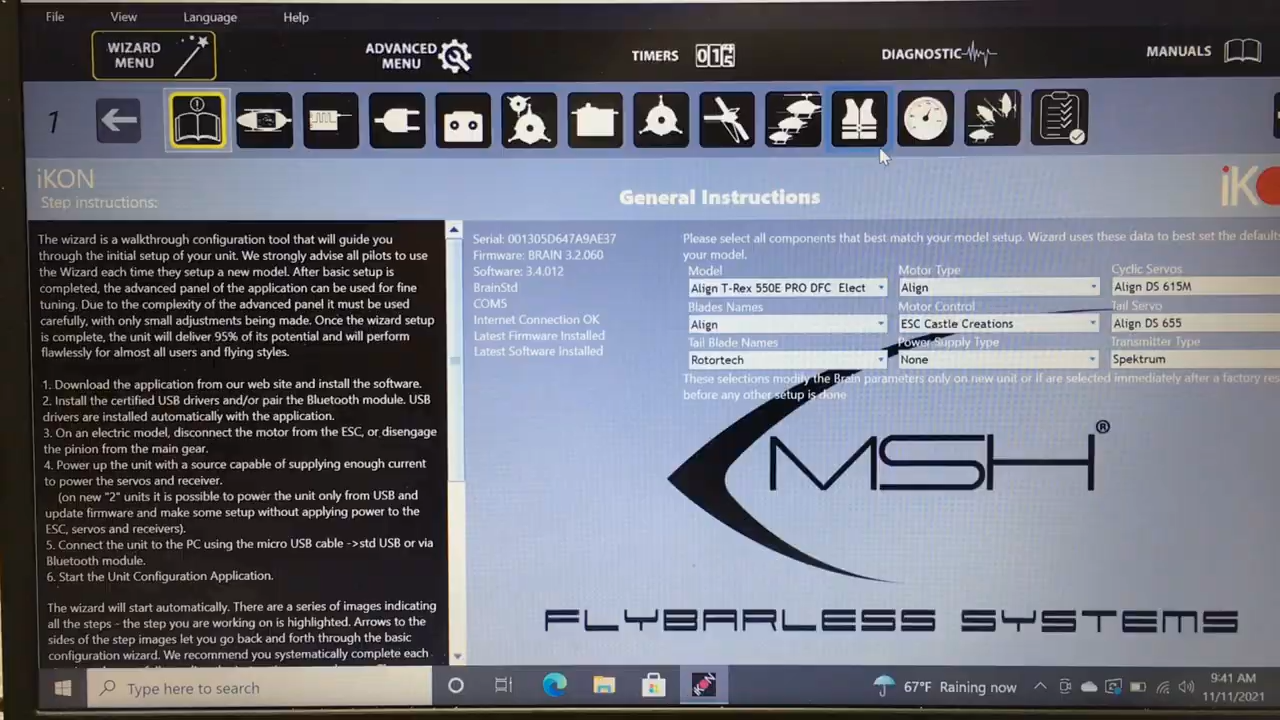 File View Language Help
WIZARD MENU
ADVANCED MENU
TIMERS
DIAGNOSTIC
MANUALS
1
iKON
Step instructions:
General Instructions
The wizard is a walkthrough configuration tool that will guide you
through the initial setup of your unit. We strongly advise all pilots to use
the Wizard each time they setup a new model. After basic setup is
completed, the advanced panel of the application can be used for fine
tuning. Due to the complexity of the advanced panel it must be used
carefully, with only small adjustments being made. Once the wizard setup
is complete, the unit will deliver 95% of its potential and will perform
flawlessly for almost all users and flying styles.
1. Download the application from our web site and install the software.
2. Install the certified USB drivers and/or pair the Bluetooth module. USB
drivers are installed automatically with the application.
3. On an electric model, disconnect the motor from the ESC, or disengage
the pinion from the main gear.
4. Power up the unit with a source capable of supplying enough current
to power the servos and receiver.
(on new "2" units it is possible to power the unit only from USB and
update firmware and make some setup without applying power to the
ESC, servos and receivers).
5. Connect the unit to the PC using the micro USB cable ->std USB or via
Bluetooth module.
6. Start the Unit Configuration Application.
The wizard will start automatically. There are a series of images indicating
all the steps - the step you are working on is highlighted. Arrows to the
sides of the step images let you go back and forth through the basic
configuration wizard. We recommend you systematically complete each
Serial: 001305D647A9AE37
Firmware: BRAIN 3.2.060
Software: 3.4.012
BrainStd
COM5
Internet Connection OK
Latest Firmware Installed
Latest Software Installed
Please select all components that best match your model setup. Wizard uses these data to best set the defaults
your model.
Model Motor Type Cyclic Servos
Align T-Rex 550E PRO DFC Elect Align Align DS 615M
Blades Names Motor Control Tail Servo
Align ESC Castle Creations Align DS 655
Tail Blade Names Power Supply Type Transmitter Type
Rotortech None Spektrum
These selections modify the Brain parameters only on new unit or if are selected immediately after a factory res
before any other setup is done
MSH®
FLYBARLESS SYSTEMS
Type here to search
iKON
67°F Raining now
9:41 AM
11/11/2021